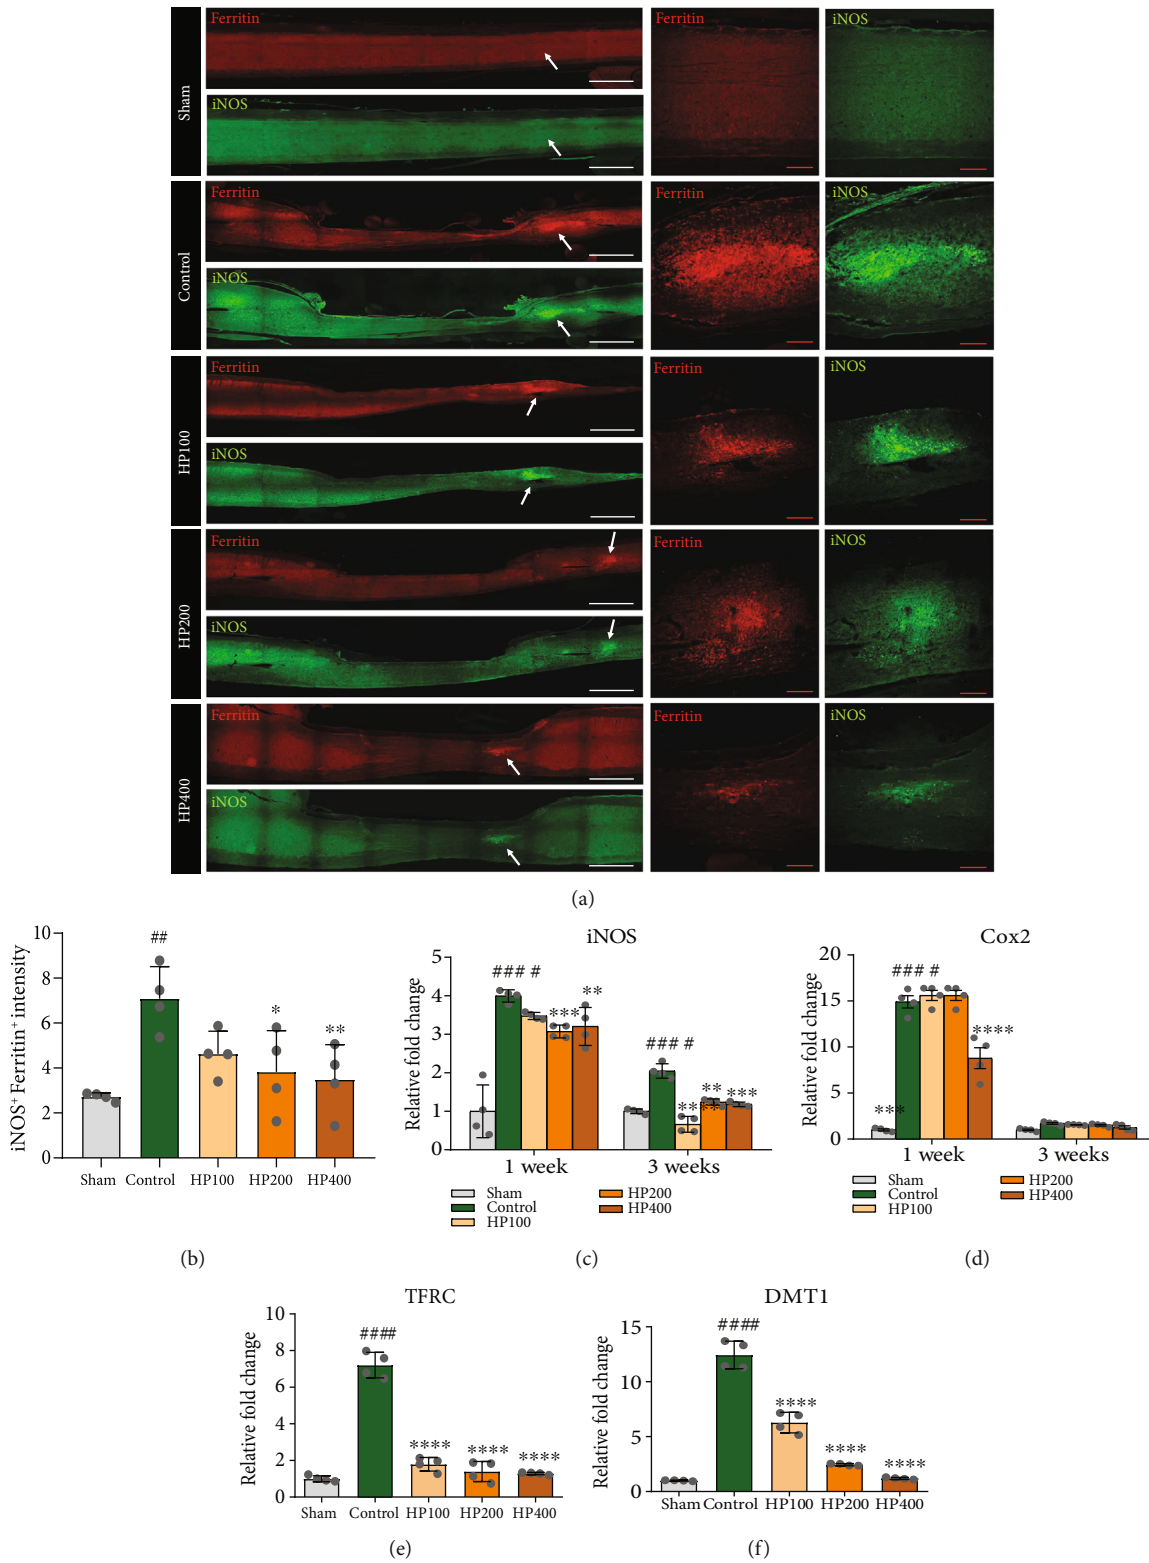 Sham
Ferritin
iNOS
Ferritin
iNOS
Control
Ferritin
iNOS
Ferritin
iNOS
HP100
Ferritin
iNOS
Ferritin
iNOS
HP200
Ferritin
iNOS
Ferritin
iNOS
HP400
Ferritin
iNOS
Ferritin
iNOS
(a)
iNOS⁺ Ferritin⁺ intensity
10
8
6
4
2
0
##
*
**
Sham Control HP100 HP200 HP400
(b)
iNOS
Relative fold change
5
4
3
2
1
0
### #
***
**
### #
** **
**
***
1 week 3 weeks
Sham
Control
HP100
HP200
HP400
(c)
Cox2
Relative fold change
20
15
10
5
0
***
### #
****
1 week 3 weeks
Sham
Control
HP100
HP200
HP400
(d)
TFRC
Relative fold change
10
8
6
4
2
0
####
****
****
****
Sham Control HP100 HP200 HP400
(e)
DMT1
Relative fold change
15
10
5
0
####
****
****
****
Sham Control HP100 HP200 HP400
(f)